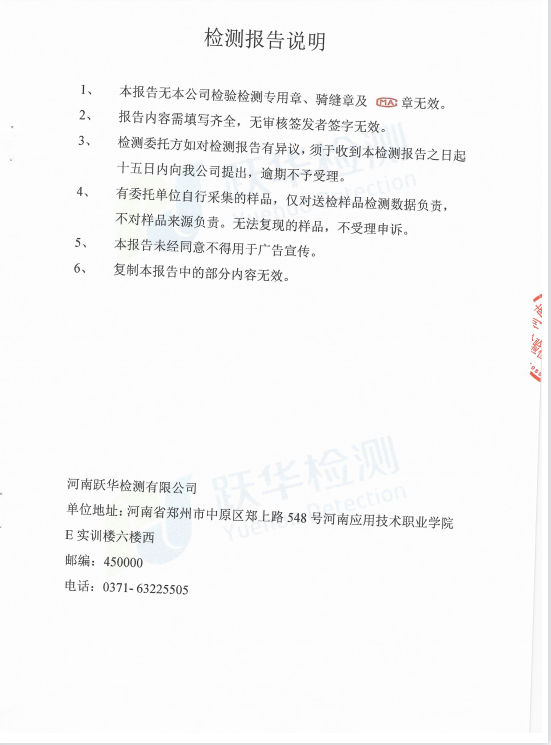 检测报告说明
1、 本报告无本公司检验检测专用章、骑缝章及 MA 章无效。
2、 报告内容需填写齐全，无审核签发者签字无效。
3、 检测委托方如对检测报告有异议，须于收到本检测报告之日起
十五日内向我公司提出，逾期不予受理。
4、 有委托单位自行采集的样品，仅对送检样品检测数据负责，
不对样品来源负责。无法复现的样品，不受理申诉。
5、 本报告未经同意不得用于广告宣传。
6、 复制本报告中的部分内容无效。
跃华检测
Yuehua Detection
河南跃华检测有限公司
单位地址：河南省郑州市中原区郑上路 548 号河南应用技术职业学院
E 实训楼六楼西
邮编：450000
电话：0371- 63225505
跃华检测
Yuehua Detection